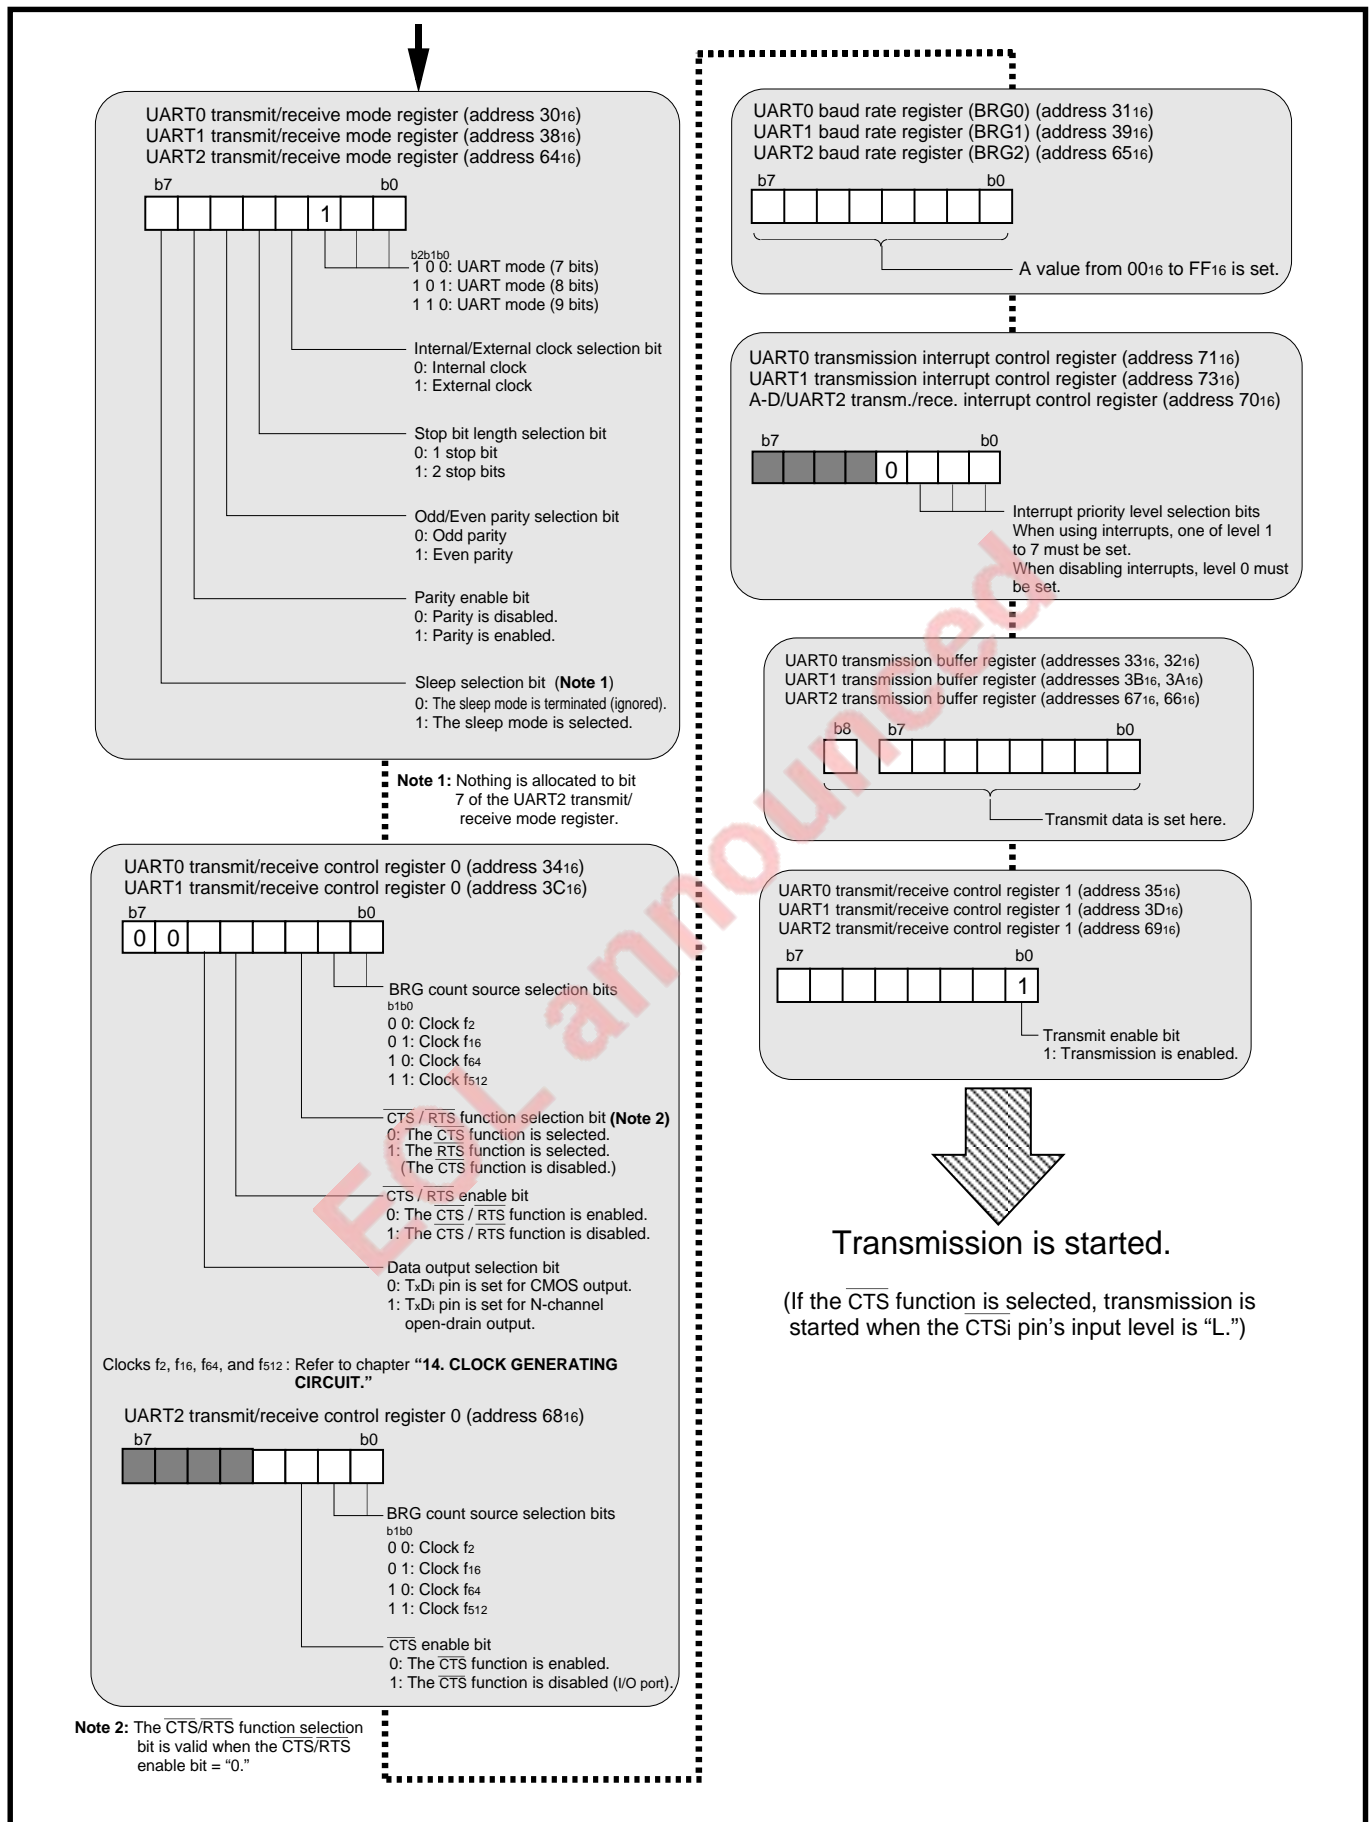 UART0 transmit/receive mode register (address 3016)
UART1 transmit/receive mode register (address 3816)
UART2 transmit/receive mode register (address 6416)
b7 b0
1
b2b1b0
1 0 0: UART mode (7 bits)
1 0 1: UART mode (8 bits)
1 1 0: UART mode (9 bits)
Internal/External clock selection bit
0: Internal clock
1: External clock
Stop bit length selection bit
0: 1 stop bit
1: 2 stop bits
Odd/Even parity selection bit
0: Odd parity
1: Even parity
Parity enable bit
0: Parity is disabled.
1: Parity is enabled.
Sleep selection bit (Note 1)
0: The sleep mode is terminated (ignored).
1: The sleep mode is selected.
Note 1: Nothing is allocated to bit
7 of the UART2 transmit/
receive mode register.
UART0 transmit/receive control register 0 (address 3416)
UART1 transmit/receive control register 0 (address 3C16)
b7 b0
0 0
BRG count source selection bits
b1b0
0 0: Clock f2
0 1: Clock f16
1 0: Clock f64
1 1: Clock f512
CTS / RTS function selection bit (Note 2)
0: The CTS function is selected.
1: The RTS function is selected.
(The CTS function is disabled.)
CTS / RTS enable bit
0: The CTS / RTS function is enabled.
1: The CTS / RTS function is disabled.
Data output selection bit
0: TxDi pin is set for CMOS output.
1: TxDi pin is set for N-channel
open-drain output.
Clocks f2, f16, f64, and f512 : Refer to chapter “14. CLOCK GENERATING
CIRCUIT.”
UART2 transmit/receive control register 0 (address 6816)
b7 b0
BRG count source selection bits
b1b0
0 0: Clock f2
0 1: Clock f16
1 0: Clock f64
1 1: Clock f512
CTS enable bit
0: The CTS function is enabled.
1: The CTS function is disabled (I/O port).
Note 2: The CTS/RTS function selection
bit is valid when the CTS/RTS
enable bit = “0.”
UART0 baud rate register (BRG0) (address 3116)
UART1 baud rate register (BRG1) (address 3916)
UART2 baud rate register (BRG2) (address 6516)
b7 b0
A value from 0016 to FF16 is set.
UART0 transmission interrupt control register (address 7116)
UART1 transmission interrupt control register (address 7316)
A-D/UART2 transm./rece. interrupt control register (address 7016)
b7 b0
0
Interrupt priority level selection bits
When using interrupts, one of level 1
to 7 must be set.
When disabling interrupts, level 0 must
be set.
UART0 transmission buffer register (addresses 3316, 3216)
UART1 transmission buffer register (addresses 3B16, 3A16)
UART2 transmission buffer register (addresses 6716, 6616)
b8 b7 b0
Transmit data is set here.
UART0 transmit/receive control register 1 (address 3516)
UART1 transmit/receive control register 1 (address 3D16)
UART2 transmit/receive control register 1 (address 6916)
b7 b0
1
Transmit enable bit
1: Transmission is enabled.
Transmission is started.
(If the CTS function is selected, transmission is
started when the CTSi pin’s input level is “L.”)
EOL announced